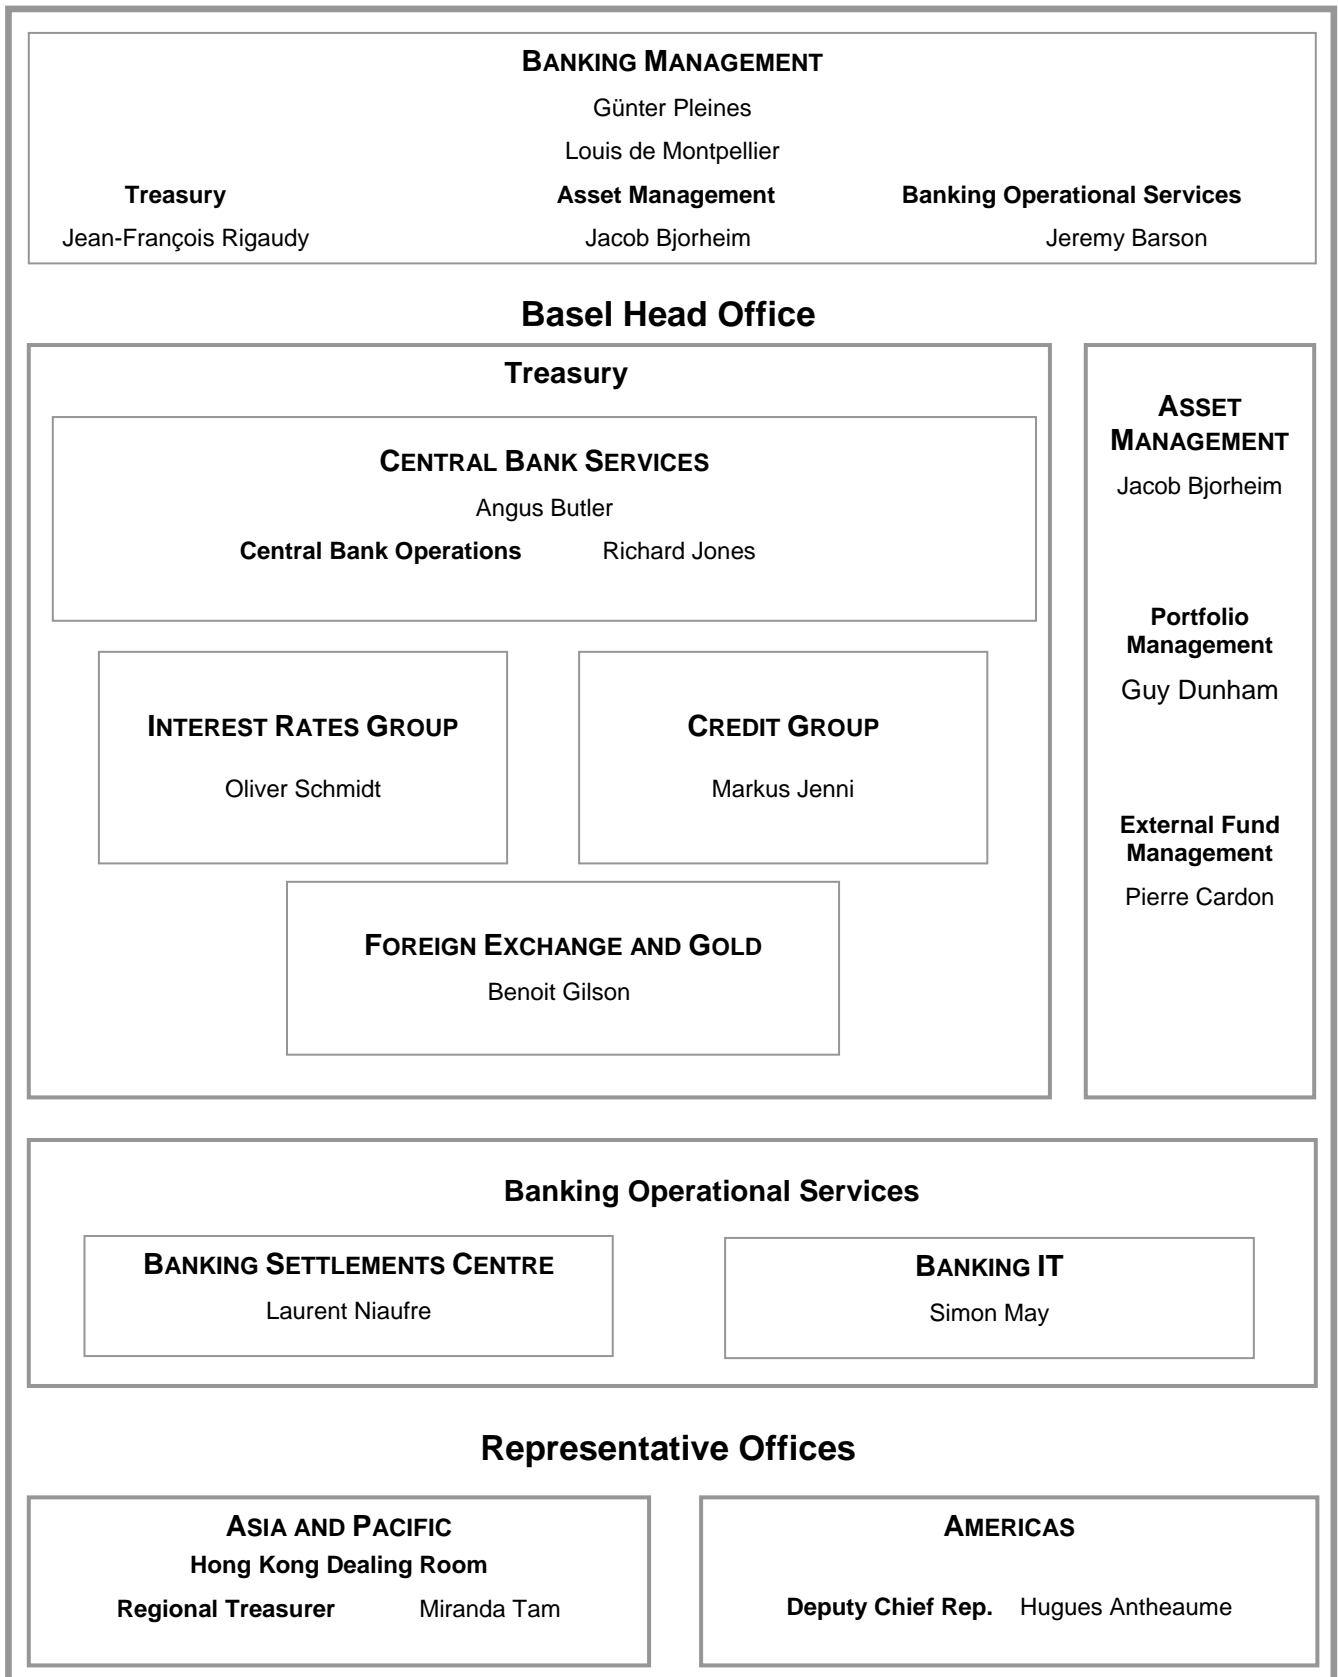 BANKING MANAGEMENT
Günter Pleines
Louis de Montpellier
Treasury Asset Management Banking Operational Services
Jean-François Rigaudy Jacob Bjorheim Jeremy Barson
Basel Head Office
Treasury
CENTRAL BANK SERVICES
Angus Butler
Central Bank Operations Richard Jones
INTEREST RATES GROUP
Oliver Schmidt
CREDIT GROUP
Markus Jenni
FOREIGN EXCHANGE AND GOLD
Benoit Gilson
ASSET
MANAGEMENT
Jacob Bjorheim
Portfolio
Management
Guy Dunham
External Fund
Management
Pierre Cardon
Banking Operational Services
BANKING SETTLEMENTS CENTRE
Laurent Niaufre
BANKING IT
Simon May
Representative Offices
ASIA AND PACIFIC
Hong Kong Dealing Room
Regional Treasurer Miranda Tam
AMERICAS
Deputy Chief Rep. Hugues Antheaume